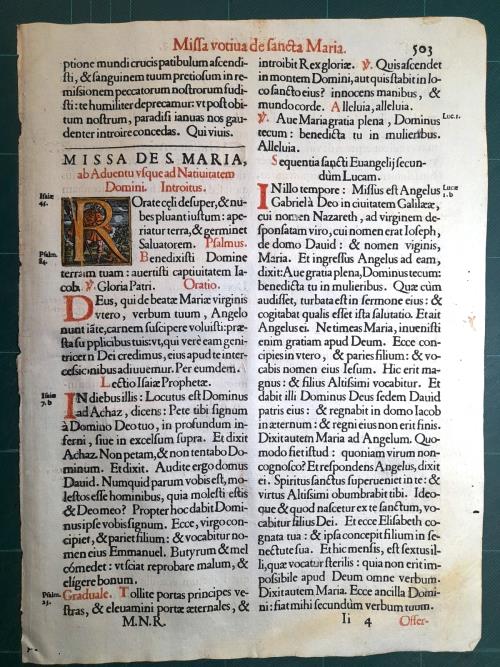 Missa votiua de sancta Maria.
503
ptione mundi crucis patibulum ascendi-
sti, & sanguinem tuum pretiosum in re-
missionem peccatorum nostrorum fudi-
sti: te humiliter deprecamur: vt post obi-
tum nostrum, paradisi ianuas nos gau-
denter introire concedas. Qui viuis.
MISSA DE S. MARIA,
ab Aduentu vsque ad Natiuitatem
Domini. Introitus.
Isaiæ
45.
ROrate cęli desuper, & nu-
bes pluant iustum: ape-
riatur terra, & germinet
Saluatorem. Psalmus.
Psalm.
84.
Benedixisti Domine
terram tuam: auertisti captiuitatem Ia-
cob. ℣. Gloria Patri. Oratio.
DEus, qui de beatæ Mariæ virginis
vtero, verbum tuum, Angelo
nuntiāte, carnem suscipere voluisti: præ-
sta supplicibus tuis: vt, qui verè eam geni-
tricem Dei credimus, eius apud te inter-
cessionibus adiuuemur. Per eumdem.
Lectio Isaiæ Prophetæ.
Isaiæ
7. b
IN diebus illis: Locutus est Dominus
ad Achaz, dicens: Pete tibi signum
à Domino Deo tuo, in profundum in-
ferni, siue in excelsum supra. Et dixit
Achaz. Non petam, & non tentabo Do-
minum. Et dixit. Audite ergo domus
Dauid. Numquid parum vobis est, mo-
lestos esse hominibus, quia molesti estis
& Deo meo? Propter hoc dabit Domi-
nus ipse vobis signum. Ecce, virgo con-
cipiet, & pariet filium: & vocabitur no-
men eius Emmanuel. Butyrum & mel
cómedet: vt sciat reprobare malum, &
eligere bonum.
Psalm.
23.
Graduale. Tollite portas principes ve-
stras, & eleuamini portæ æternales, &
M.N.R.
introibit Rex gloriæ. ℣. Quis ascendet
in montem Domini, aut quis stabit in lo-
co sancto eius? innocens manibus, &
mundo corde. Alleluia, alleluia.
℣. Aue Maria gratia plena, Dominus
Luc. 1.
tecum: benedicta tu in mulieribus.
Alleluia.
Sequentia sancti Euangelij secun-
dùm Lucam.
IN illo tempore: Missus est Angelus
Lucæ
1. b
Gabriel à Deo in ciuitatem Galilææ,
cui nomen Nazareth, ad virginem de-
sponsatam viro, cui nomen erat Ioseph,
de domo Dauid: & nomen viginis,
Maria. Et ingressus Angelus ad eam,
dixit: Aue gratia plena, Dominus tecum:
benedicta tu in mulieribus. Quæ cùm
audisset, turbata est in sermone eius: &
cogitabat qualis esset ista salutatio. Et ait
Angelus ei. Ne timeas Maria, inuenisti
enim gratiam apud Deum. Ecce con-
cipies in vtero, & paries filium: & vo-
cabis nomen eius Iesum. Hic erit ma-
gnus: & filius Altissimi vocabitur. Et
dabit illi Dominus Deus sedem Dauid
patris eius: & regnabit in domo Iacob
in æternum: & regni eius non erit finis.
Dixit autem Maria ad Angelum. Quo-
modo fiet istud: quoniam virum non-
cognosco? Et respondens Angelus, dixit
ei. Spiritus sanctus superueniet in te: &
virtus Altissimi obumbrabit tibi. Ideo-
que & quod nascetur ex te sanctum, vo-
cabitur filius Dei. Et ecce Elisabeth co-
gnata tua: & ipsa concepit filium in se-
nectute sua. Et hic mensis, est sextus il-
li, quæ vocatur sterilis: quia non erit im-
possibile apud Deum omne verbum.
Dixit autem Maria. Ecce ancilla Domi-
ni: fiat mihi secundùm verbum tuum.
Ii 4
Offer-